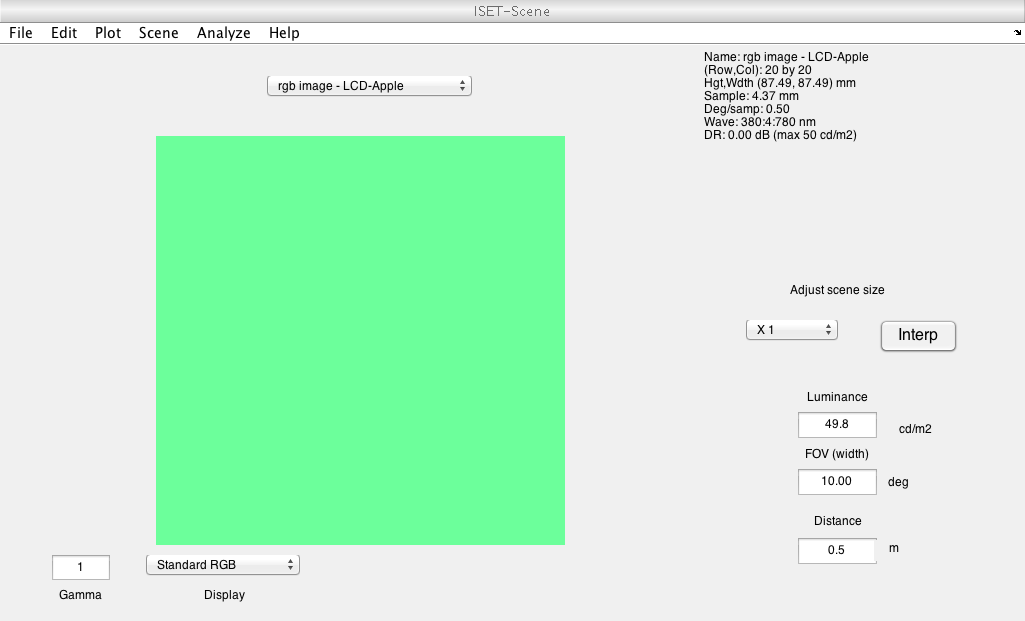 ISET-Scene
File Edit Plot Scene Analyze Help
rgb image - LCD-Apple
Name: rgb image - LCD-Apple
(Row,Col): 20 by 20
Hgt,Wdth (87.49, 87.49) mm
Sample: 4.37 mm
Deg/samp: 0.50
Wave: 380:4:780 nm
DR: 0.00 dB (max 50 cd/m2)
Adjust scene size
X 1
Interp
Luminance
49.8 cd/m2
FOV (width)
10.00 deg
Distance
0.5 m
1 Standard RGB
Gamma Display